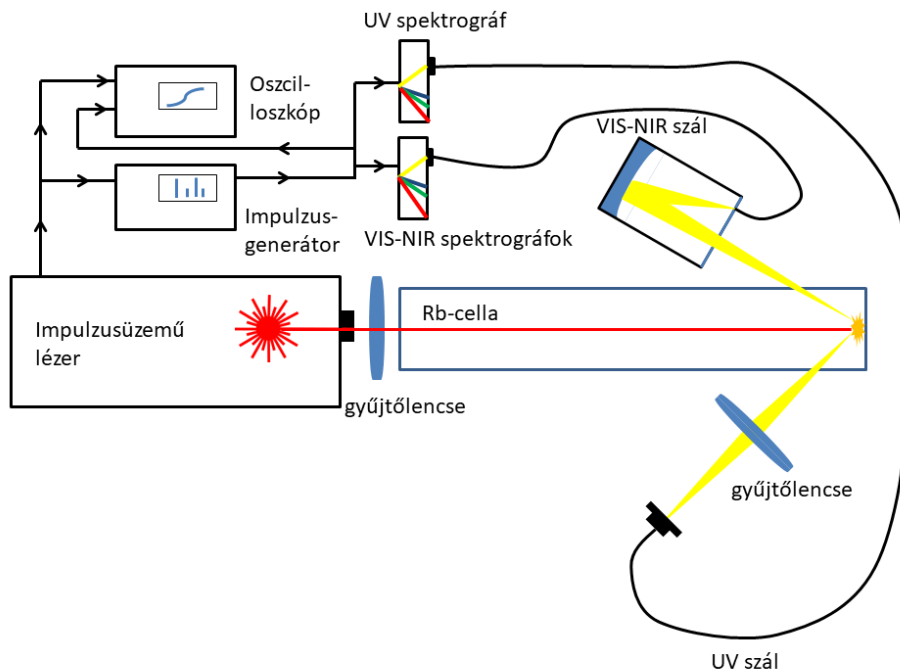 UV spektrográf
Oszcil-
loszkóp
VIS-NIR szál
Impulzus-
generátor
VIS-NIR spektrográfok
Rb-cella
Impulzusüzemű
lézer
gyűjtőlencse
gyűjtőlencse
UV szál